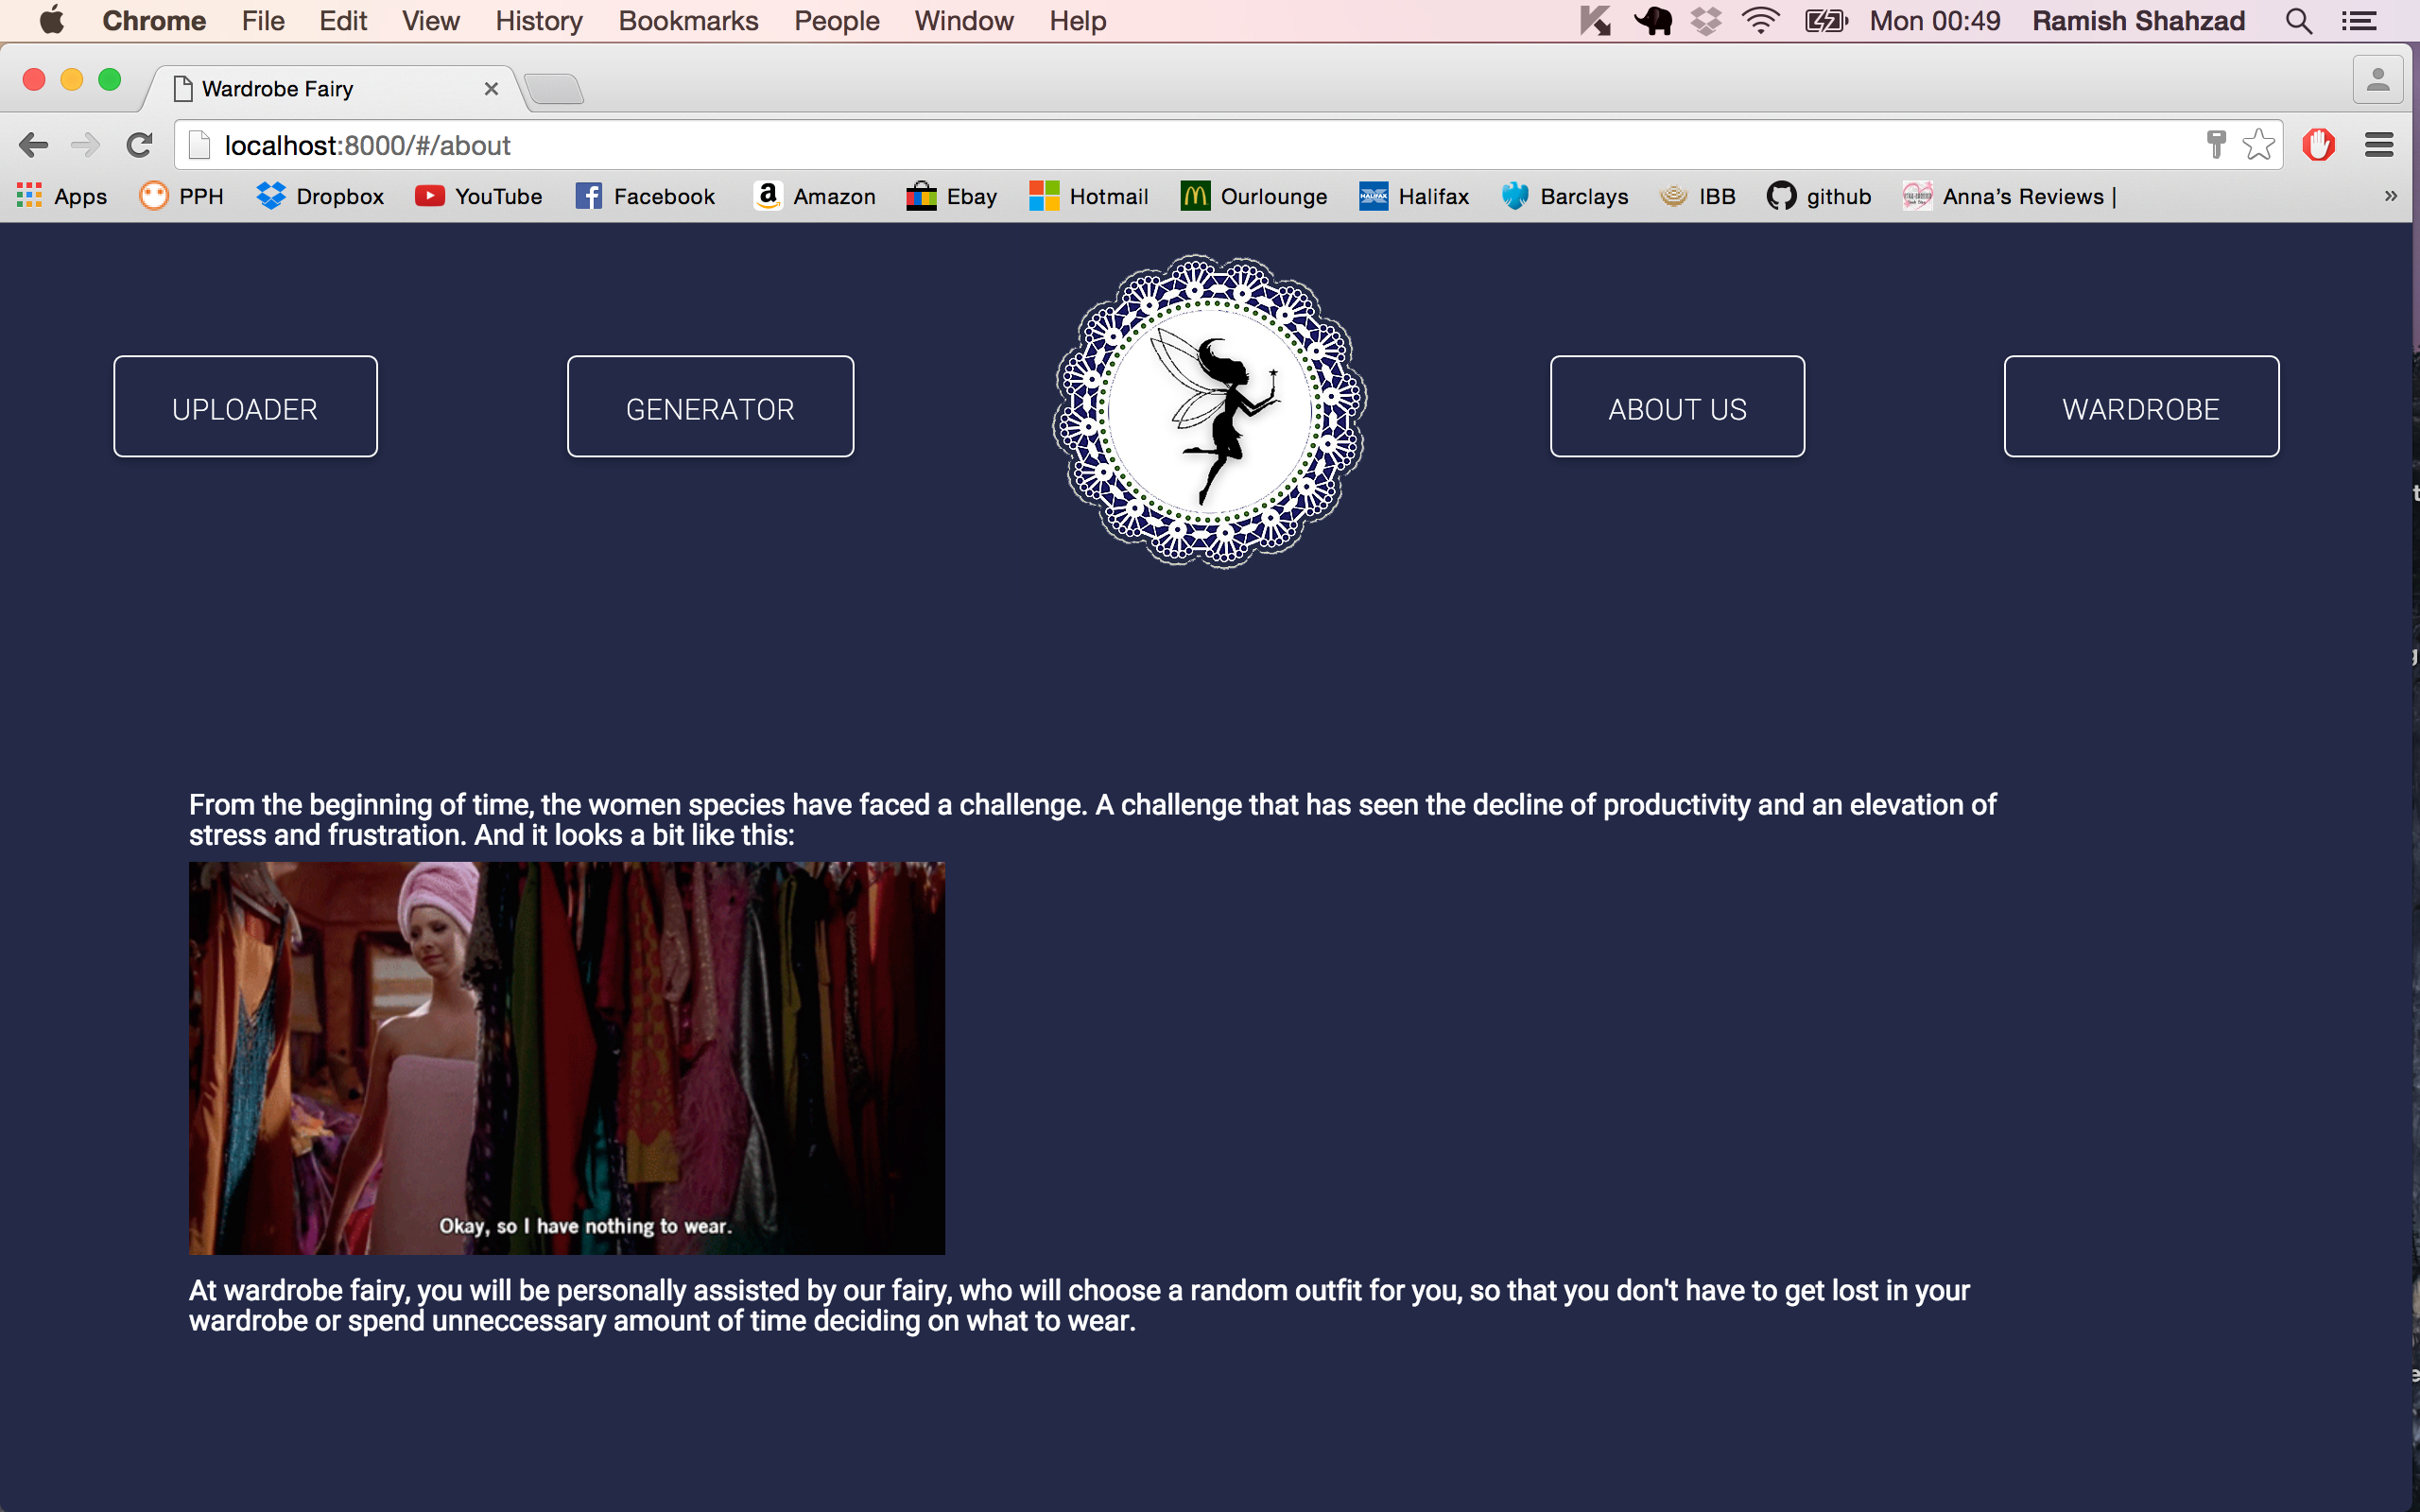 Chrome File Edit View History Bookmarks People Window Help Mon 00:49 Ramish Shahzad
Wardrobe Fairy
localhost:8000/#/about
Apps PPH Dropbox YouTube Facebook Amazon Ebay Hotmail Ourlounge Halifax Barclays IBB github Anna's Reviews | »
UPLOADER GENERATOR ABOUT US WARDROBE
From the beginning of time, the women species have faced a challenge. A challenge that has seen the decline of productivity and an elevation of
stress and frustration. And it looks a bit like this:
Okay, so I have nothing to wear.
At wardrobe fairy, you will be personally assisted by our fairy, who will choose a random outfit for you, so that you don't have to get lost in your
wardrobe or spend unneccessary amount of time deciding on what to wear.